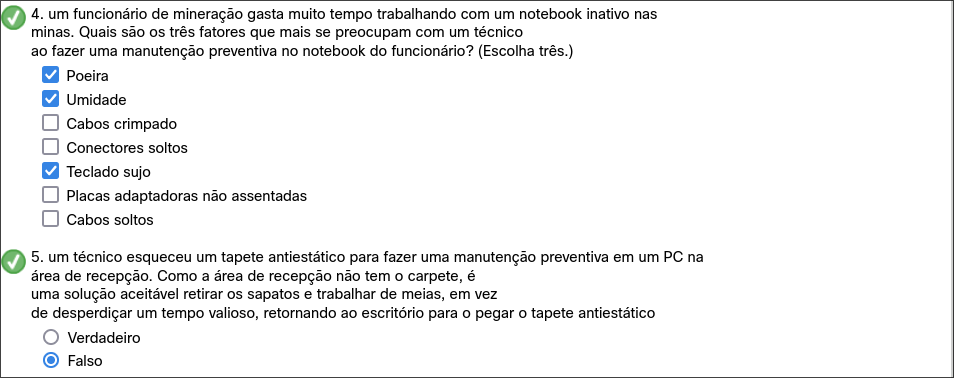 4. um funcionário de mineração gasta muito tempo trabalhando com um notebook inativo nas
minas. Quais são os três fatores que mais se preocupam com um técnico
ao fazer uma manutenção preventiva no notebook do funcionário? (Escolha três.)
Poeira
Umidade
Cabos crimpado
Conectores soltos
Teclado sujo
Placas adaptadoras não assentadas
Cabos soltos
5. um técnico esqueceu um tapete antiestático para fazer uma manutenção preventiva em um PC na
área de recepção. Como a área de recepção não tem o carpete, é
uma solução aceitável retirar os sapatos e trabalhar de meias, em vez
de desperdiçar um tempo valioso, retornando ao escritório para o pegar o tapete antiestático
Verdadeiro
Falso